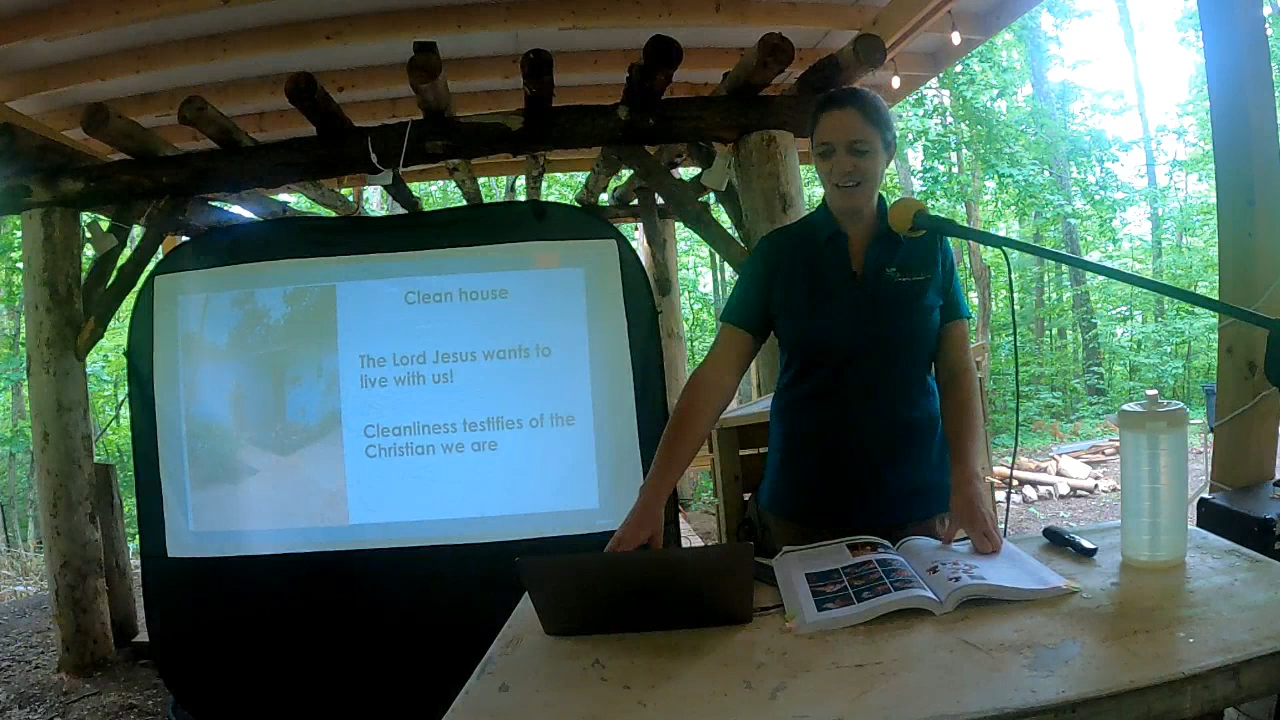 Clean house
The Lord Jesus wants to
live with us!
Cleanliness testifies of the
Christian we are